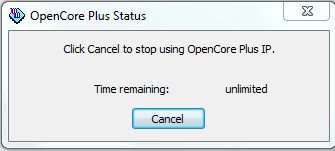 OpenCore Plus Status
Click Cancel to stop using OpenCore Plus IP.
Time remaining: unlimited
Cancel